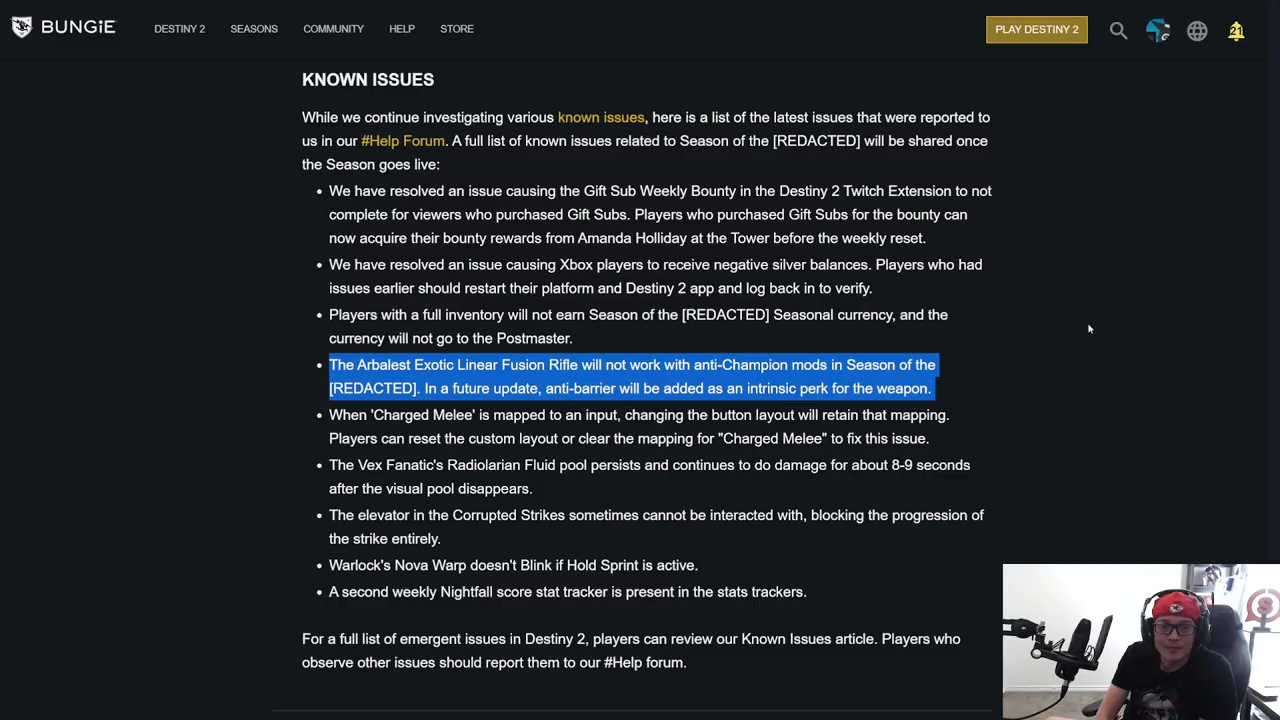 BUNGiE DESTINY 2 SEASONS COMMUNITY HELP STORE PLAY DESTINY 2 21
KNOWN ISSUES
While we continue investigating various known issues, here is a list of the latest issues that were reported to
us in our #Help Forum. A full list of known issues related to Season of the [REDACTED] will be shared once
the Season goes live:
• We have resolved an issue causing the Gift Sub Weekly Bounty in the Destiny 2 Twitch Extension to not
complete for viewers who purchased Gift Subs. Players who purchased Gift Subs for the bounty can
now acquire their bounty rewards from Amanda Holliday at the Tower before the weekly reset.
• We have resolved an issue causing Xbox players to receive negative silver balances. Players who had
issues earlier should restart their platform and Destiny 2 app and log back in to verify.
• Players with a full inventory will not earn Season of the [REDACTED] Seasonal currency, and the
currency will not go to the Postmaster.
• The Arbalest Exotic Linear Fusion Rifle will not work with anti-Champion mods in Season of the
[REDACTED]. In a future update, anti-barrier will be added as an intrinsic perk for the weapon.
• When 'Charged Melee' is mapped to an input, changing the button layout will retain that mapping.
Players can reset the custom layout or clear the mapping for "Charged Melee" to fix this issue.
• The Vex Fanatic's Radiolarian Fluid pool persists and continues to do damage for about 8-9 seconds
after the visual pool disappears.
• The elevator in the Corrupted Strikes sometimes cannot be interacted with, blocking the progression of
the strike entirely.
• Warlock's Nova Warp doesn't Blink if Hold Sprint is active.
• A second weekly Nightfall score stat tracker is present in the stats trackers.
For a full list of emergent issues in Destiny 2, players can review our Known Issues article. Players who
observe other issues should report them to our #Help forum.